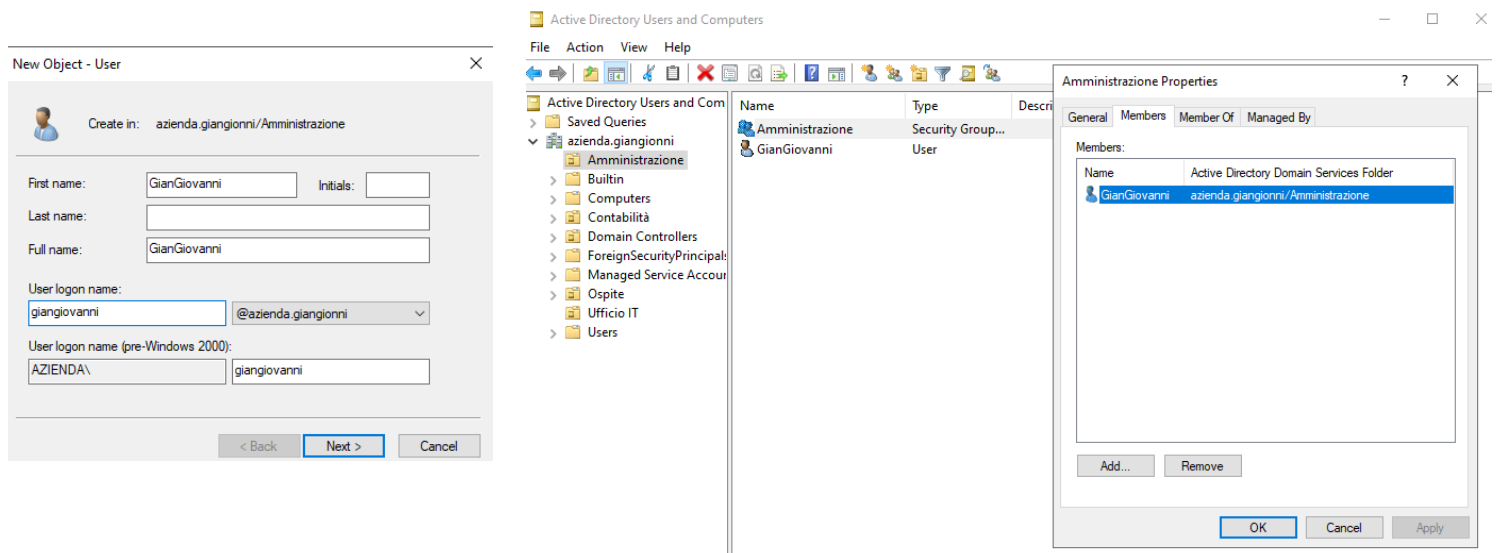 New Object - User
Create in: azienda.giangionni/Amministrazione
First name: GianGiovanni Initials:
Last name:
Full name: GianGiovanni
User logon name:
giangiovanni @azienda.giangionni
User logon name (pre-Windows 2000):
AZIENDA\ giangiovanni
< Back Next > Cancel
Active Directory Users and Computers
File Action View Help
Active Directory Users and Com
Saved Queries
azienda.giangionni
Amministrazione
Builtin
Computers
Contabilità
Domain Controllers
ForeignSecurityPrincipals
Managed Service Accour
Ospite
Ufficio IT
Users
Name Type Descri
Amministrazione Security Group...
GianGiovanni User
Amministrazione Properties ?
General Members Member Of Managed By
Members:
Name Active Directory Domain Services Folder
GianGiovanni azienda.giangionni/Amministrazione
Add... Remove
OK Cancel Apply